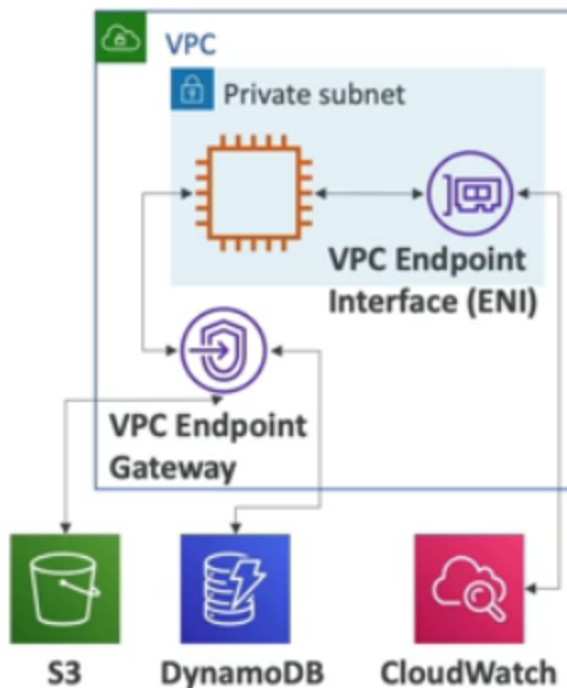 VPC
Private subnet
VPC Endpoint
Interface (ENI)
VPC Endpoint
Gateway
S3
DynamoDB
CloudWatch